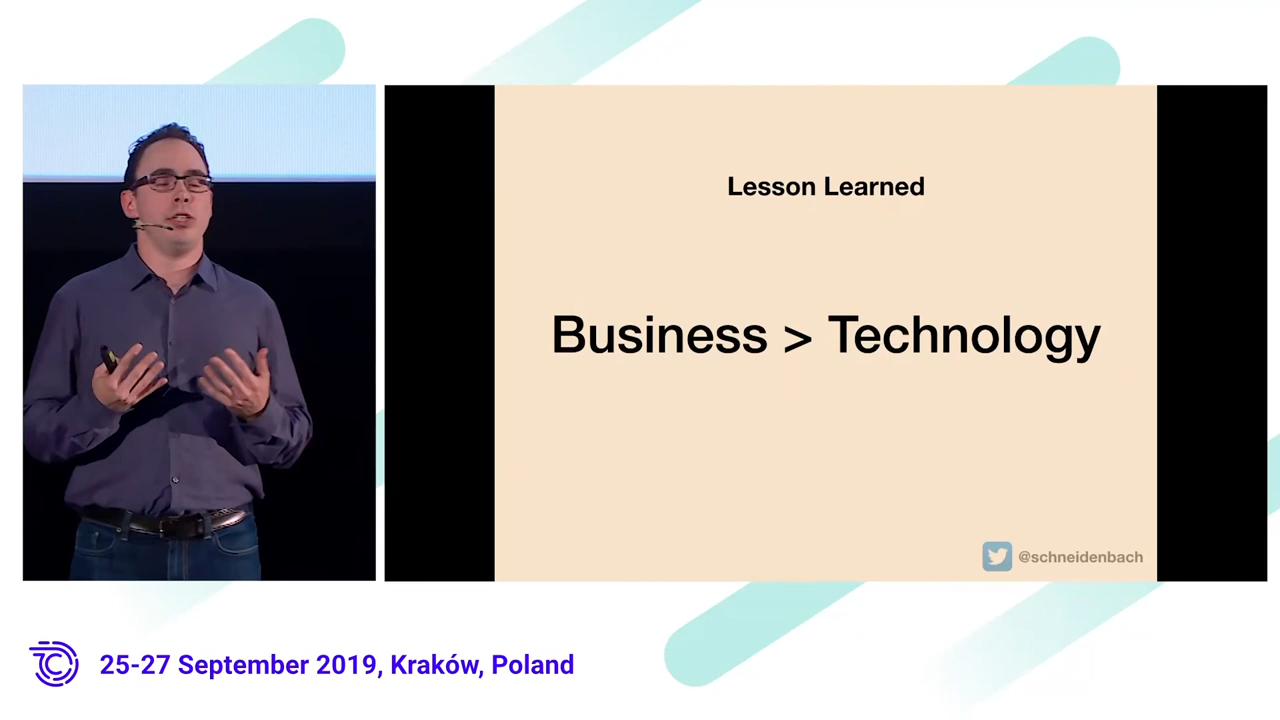 Lesson Learned
Business > Technology
@schneidenbach
25-27 September 2019, Kraków, Poland